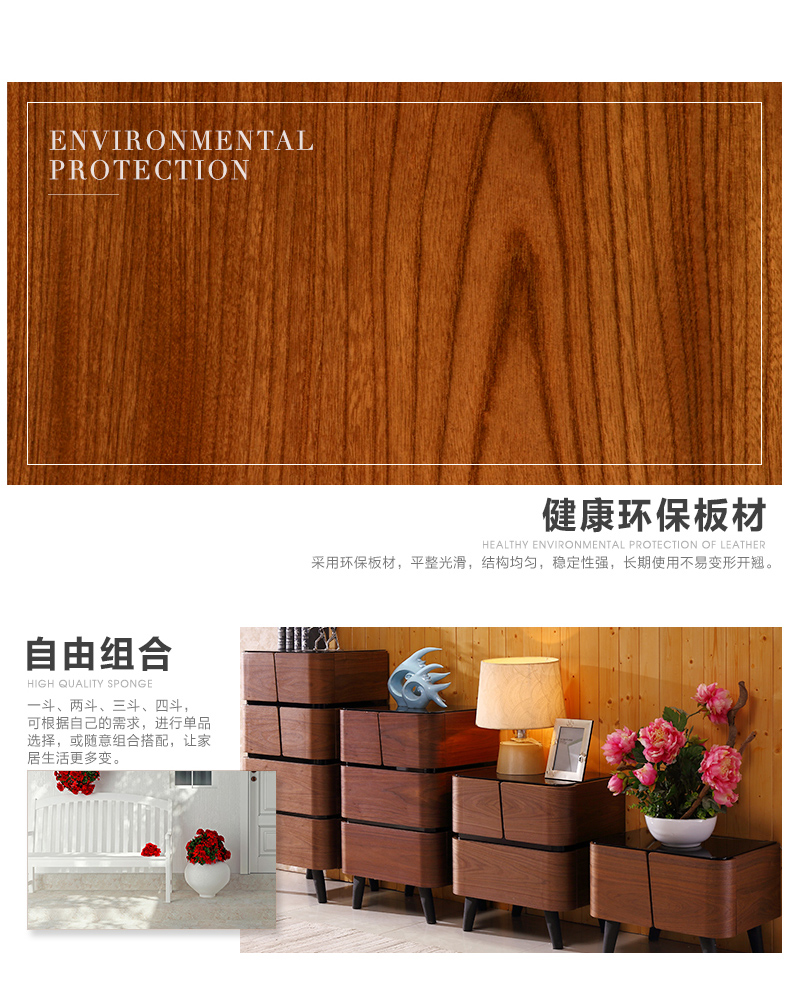 ENVIRONMENTAL
PROTECTION
健康环保板材
HEALTHY ENVIRONMENTAL PROTECTION OF LEATHER
采用环保板材，平整光滑，结构均匀，稳定性强，长期使用不易变形开翘。
自由组合
HIGH QUALITY SPONGE
一斗、两斗、三斗、四斗，
可根据自己的需求，进行单品
选择，或随意组合搭配，让家
居生活更多变。